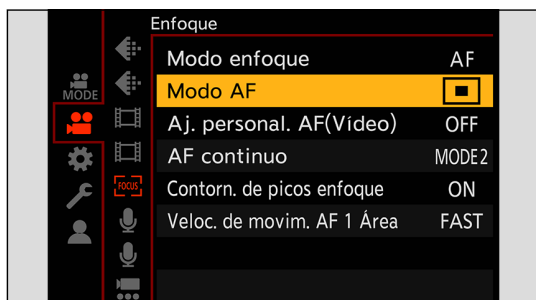 Enfoque
MODE
FOCUS
Modo enfoque AF
Modo AF
Aj. personal. AF(Vídeo) OFF
AF continuo MODE2
Contorn. de picos enfoque ON
Veloc. de movim. AF 1 Área FAST